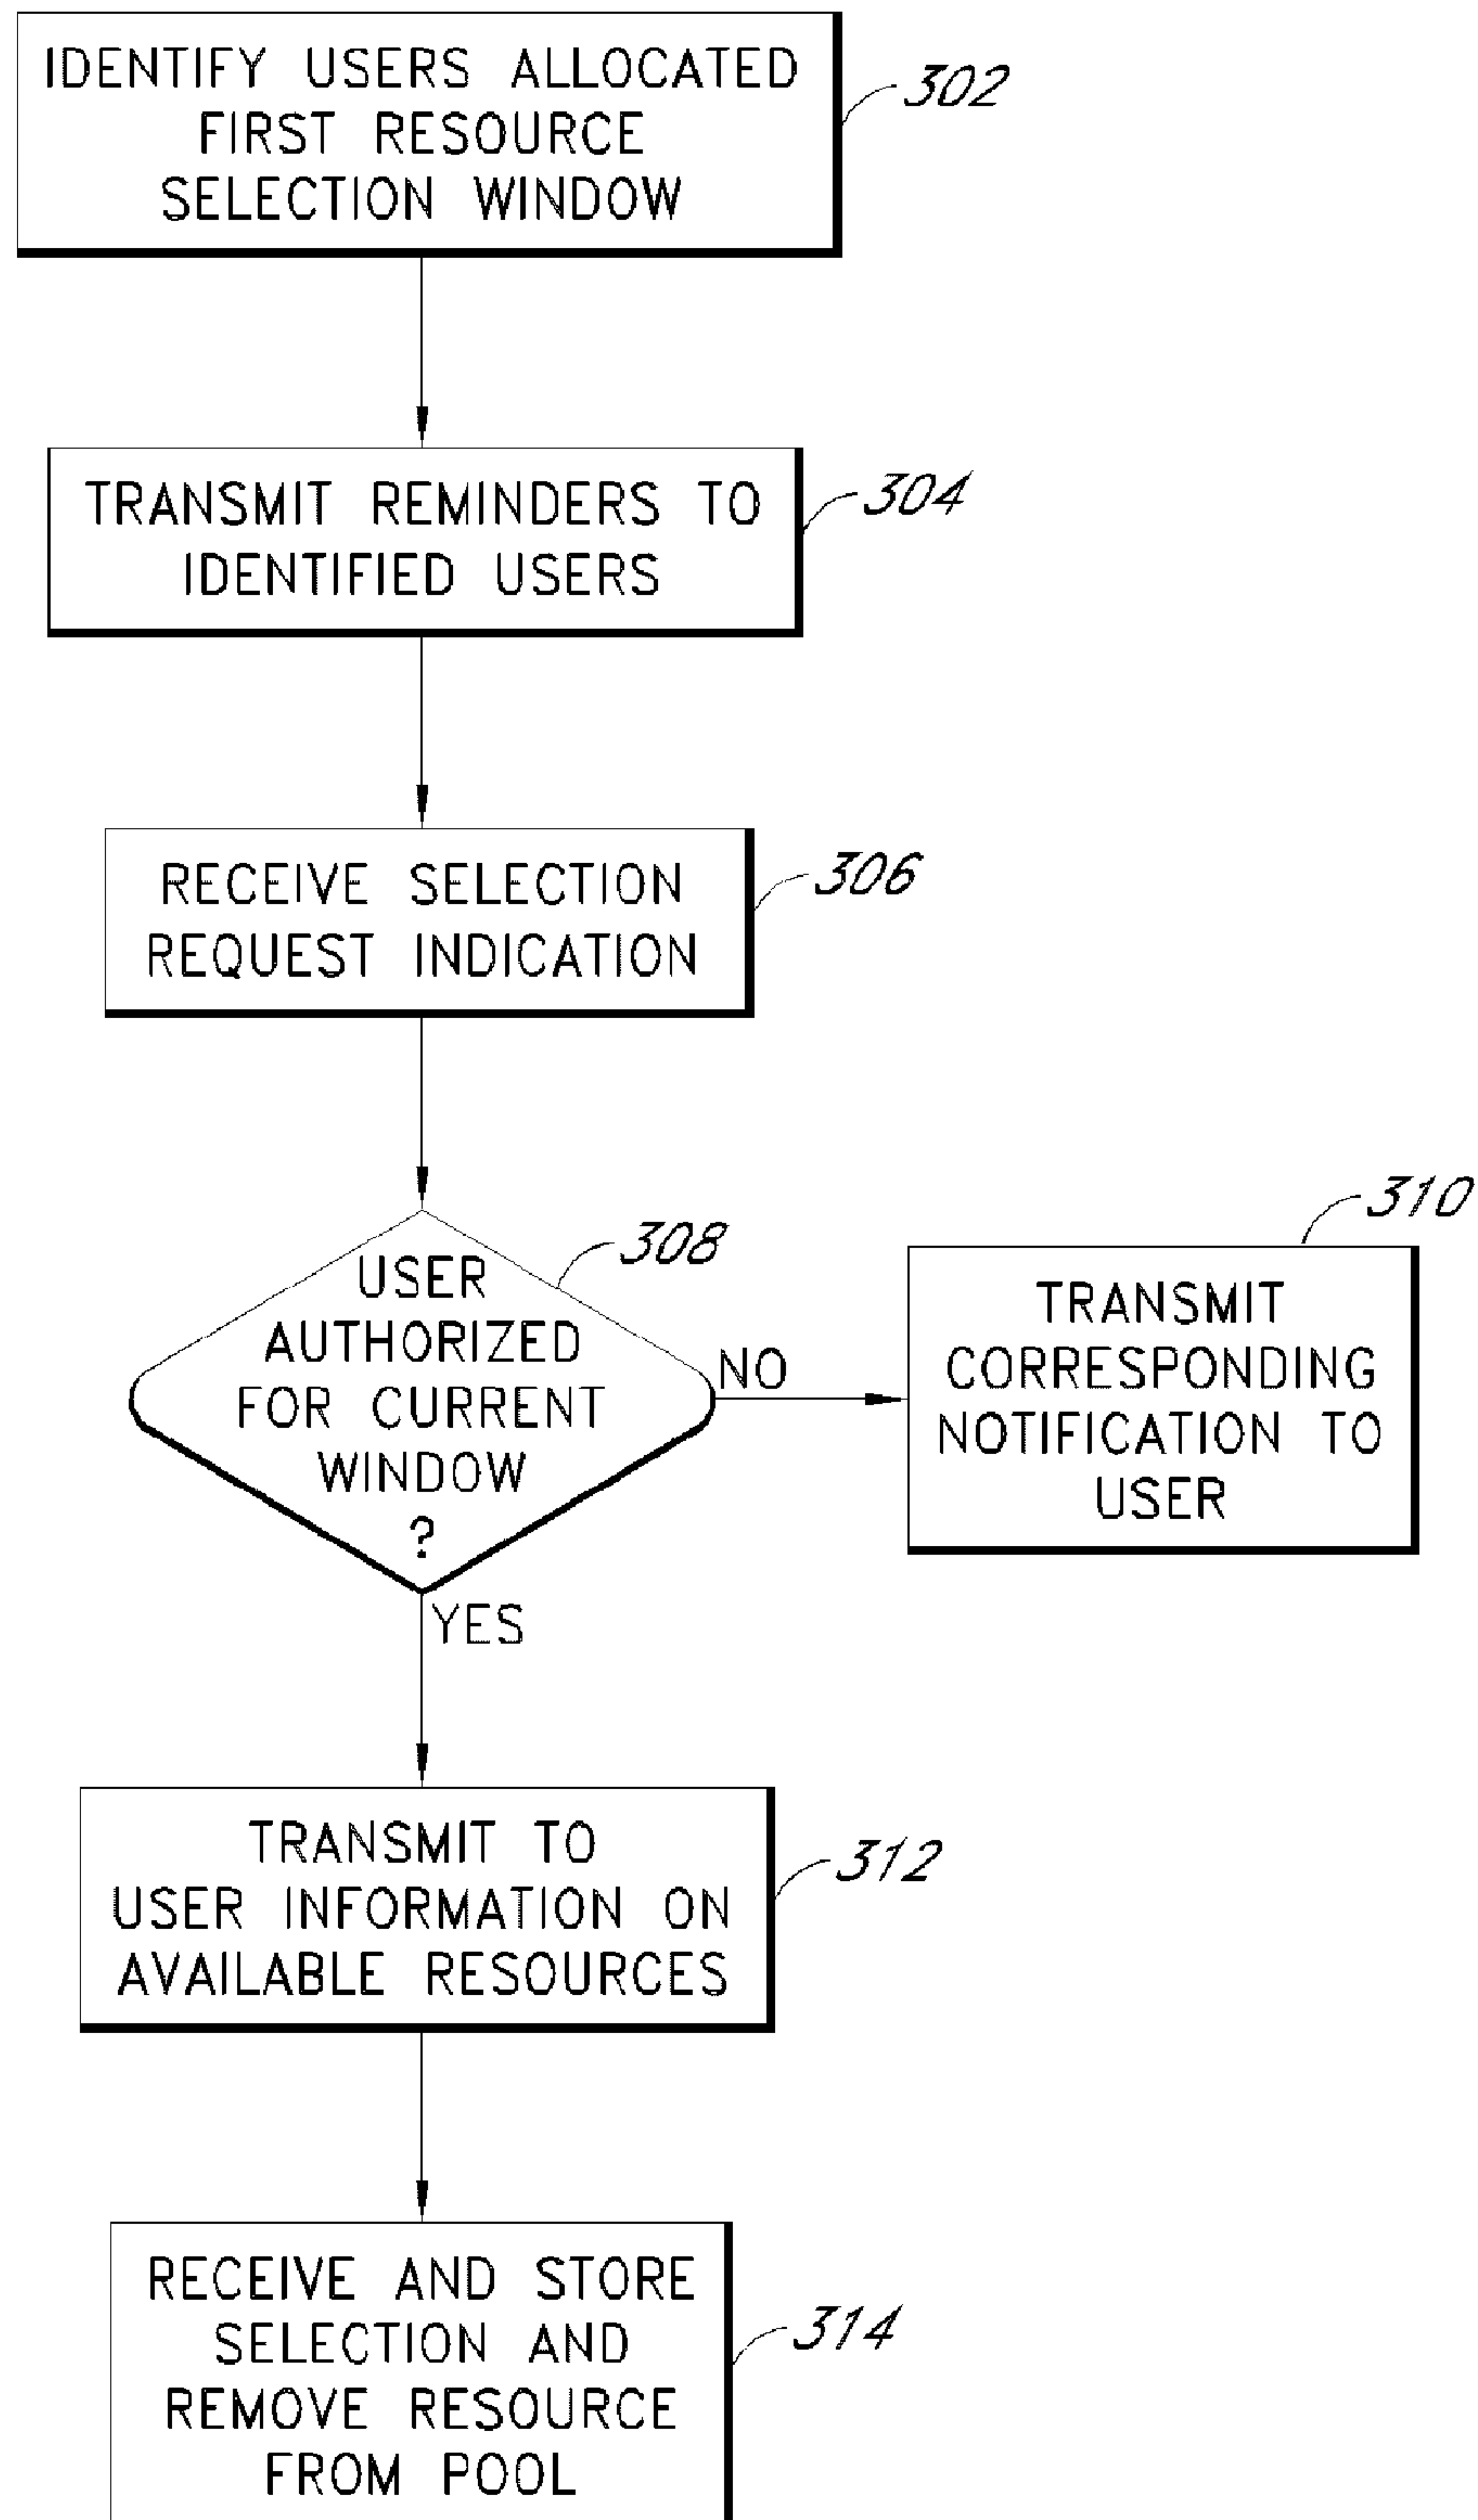 IDENTIFY USERS ALLOCATED
FIRST RESOURCE
SELECTION WINDOW
302
TRANSMIT REMINDERS TO
IDENTIFIED USERS
304
RECEIVE SELECTION
REQUEST INDICATION
306
USER
AUTHORIZED
FOR CURRENT
WINDOW
?
308
NO
310
TRANSMIT
CORRESPONDING
NOTIFICATION TO
USER
YES
TRANSMIT TO
USER INFORMATION ON
AVAILABLE RESOURCES
312
RECEIVE AND STORE
SELECTION AND
REMOVE RESOURCE
FROM POOL
314